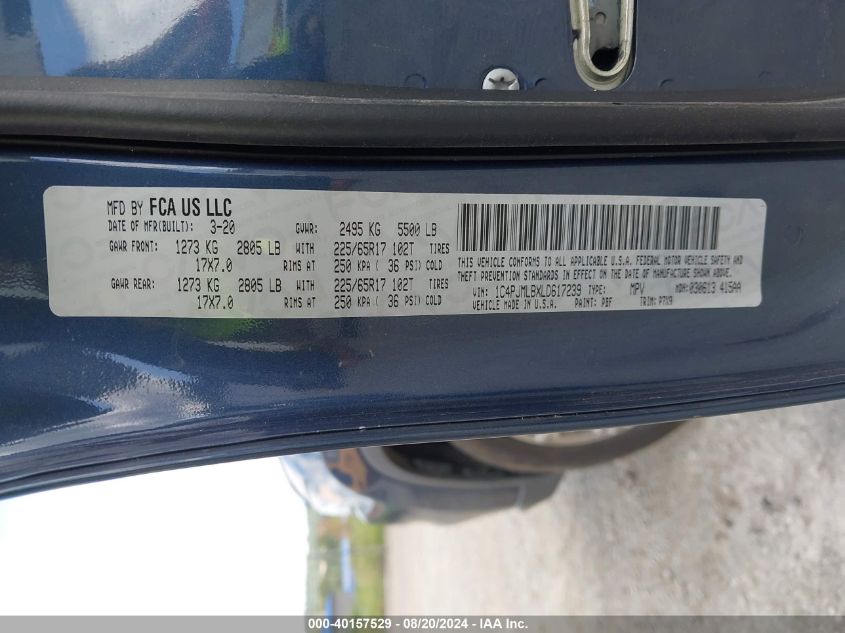 MFD BY FCA US LLC
DATE OF MFR(BUILT): 3-20 GVWR: 2495 KG 5500 LB
GAWR FRONT: 1273 KG 2805 LB WITH 225/65R17 102T TIRES
17X7.0 RIMS AT 250 KPA ( 36 PSI) COLD
GAWR REAR: 1273 KG 2805 LB WITH 225/65R17 102T TIRES
17X7.0 RIMS AT 250 KPA ( 36 PSI) COLD
THIS VEHICLE CONFORMS TO ALL APPLICABLE U.S.A. FEDERAL MOTOR VEHICLE SAFETY AND
THEFT PREVENTION STANDARDS IN EFFECT ON THE DATE OF MANUFACTURE SHOWN ABOVE.
VIN: 1C4PJMLBXLD617239 TYPE: MPV MDH: 030613 415AA
VEHICLE MADE IN U.S.A. PAINT: PBF TRIM: P7X9
000-40157529 - 08/20/2024 - IAA Inc.